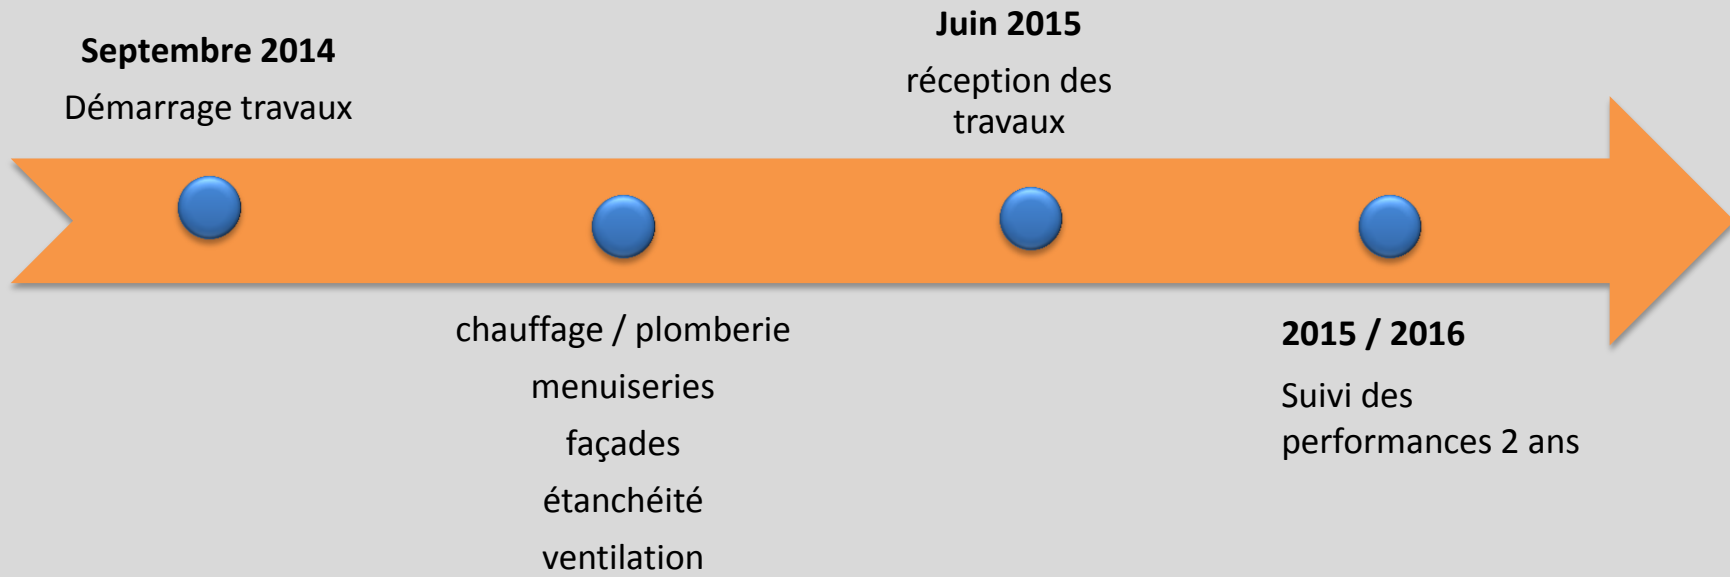 Septembre 2014
Démarrage travaux
chauffage / plomberie
menuiseries
façades
étanchéité
ventilation
Juin 2015
réception des
travaux
2015 / 2016
Suivi des
performances 2 ans